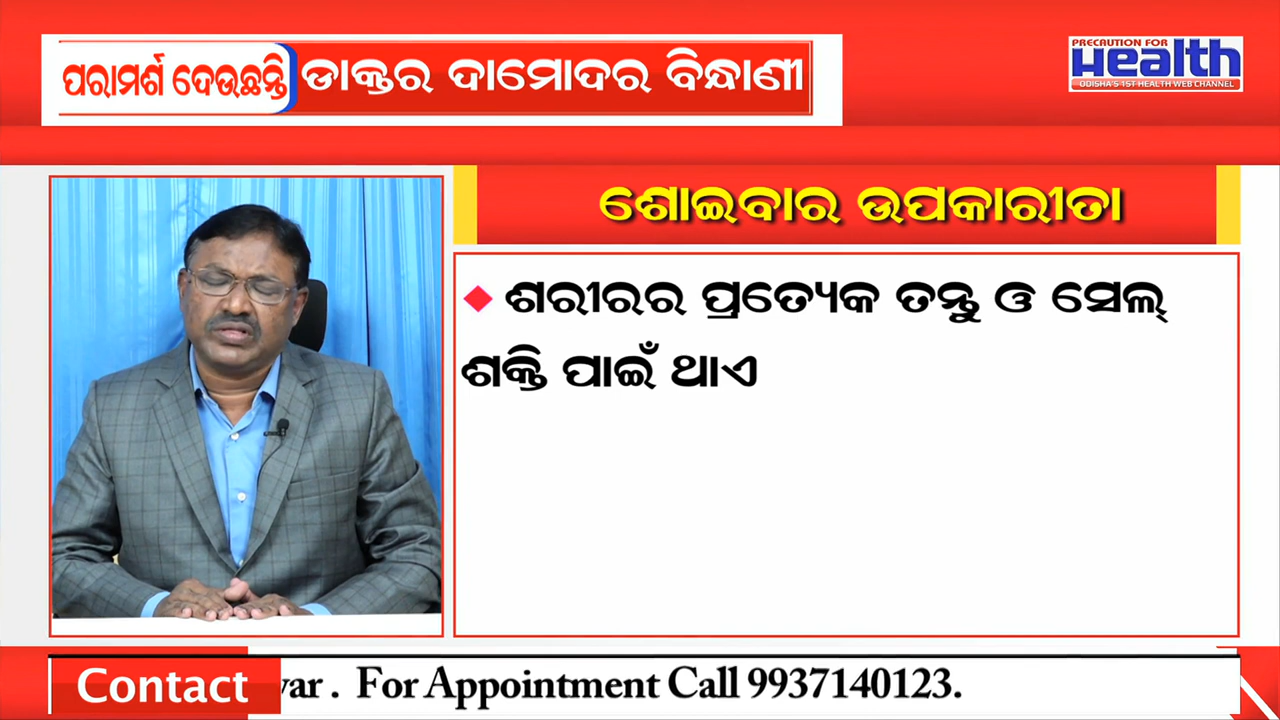 ପରାମର୍ଶ ଦେଉଛନ୍ତି ଡାକ୍ତର ଦାମୋଦର ବିନ୍ଧାଣୀ
PRECAUTION FOR
Health
ODISHA'S 1ST HEALTH WEB CHANNEL
ଶୋଇବାର ଉପକାରୀତା
ଶରୀରର ପ୍ରତ୍ୟେକ ତନ୍ତୁ ଓ ସେଲ୍
ଶକ୍ତି ପାଇଁ ଥାଏ
Contact For Appointment Call 9937140123.